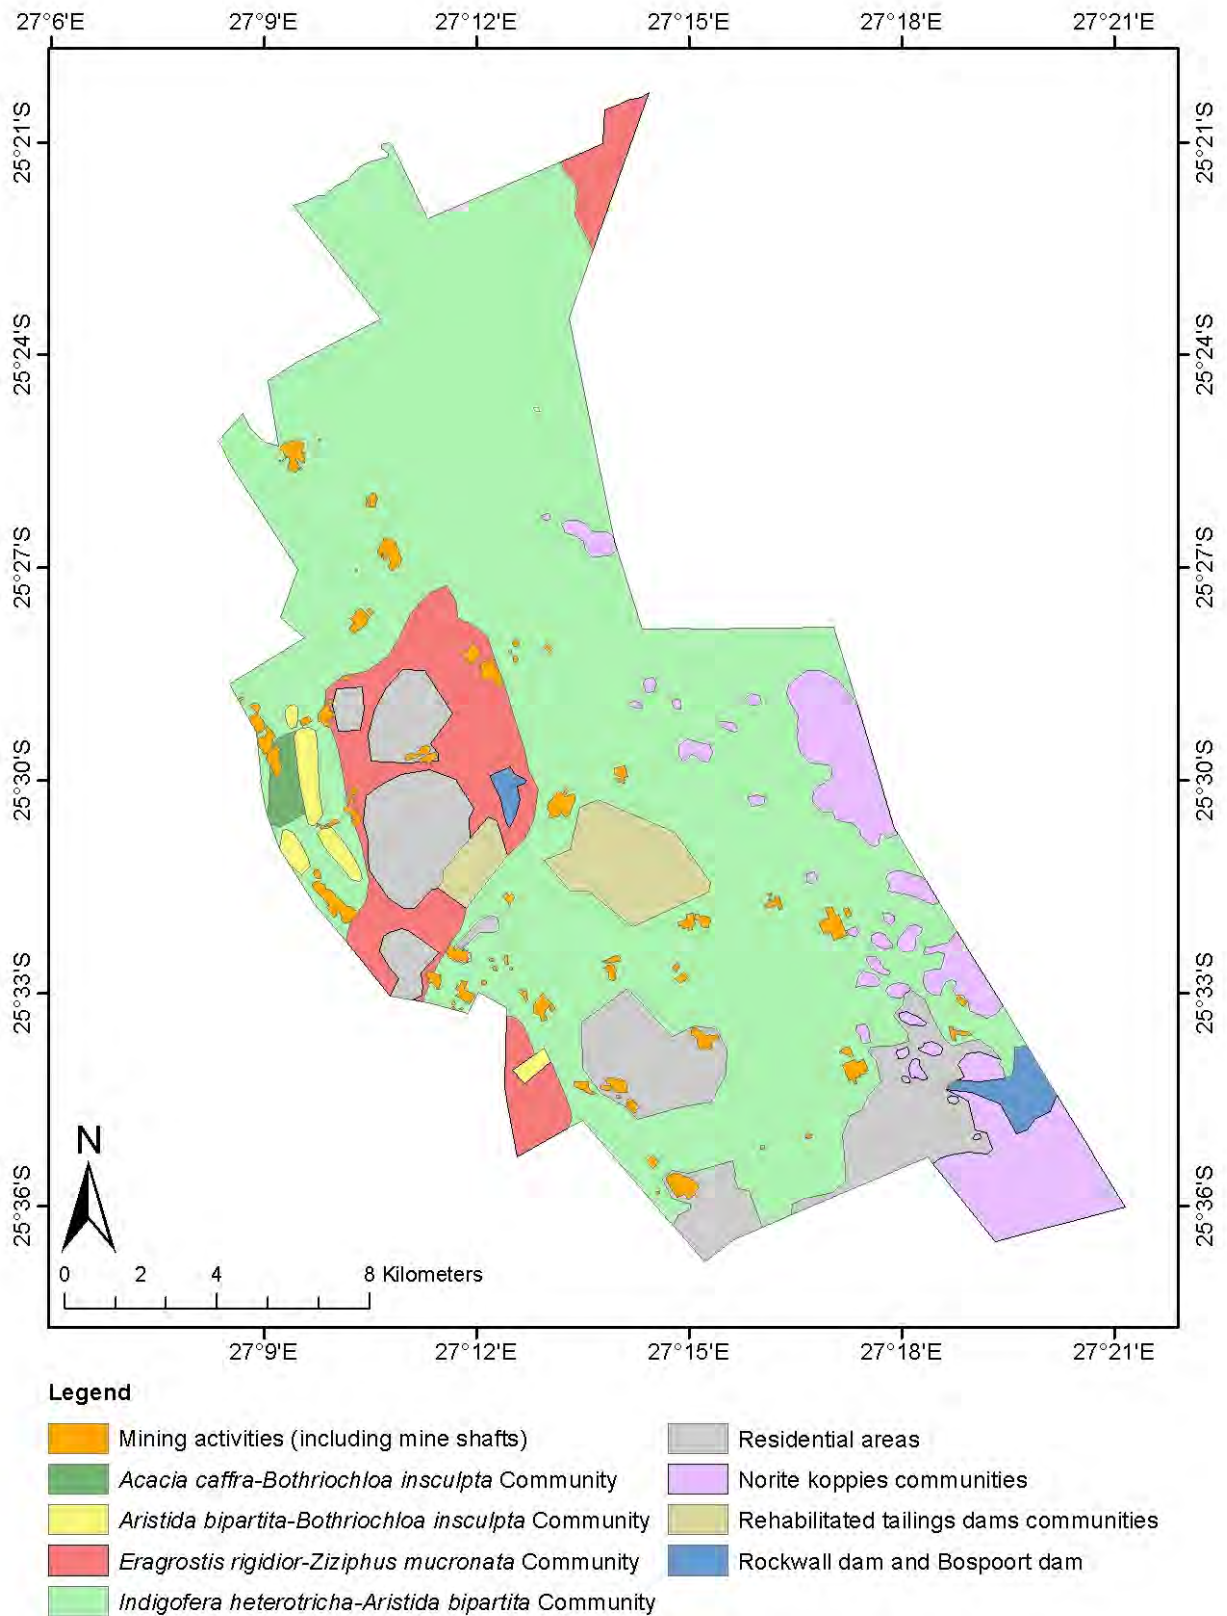 27°6'E 27°9'E 27°12'E 27°15'E 27°18'E 27°21'E
25°21'S 25°21'S
25°24'S 25°24'S
25°27'S 25°27'S
25°30'S 25°30'S
25°33'S 25°33'S
25°36'S 25°36'S
N
0 2 4 8 Kilometers
27°9'E 27°12'E 27°15'E 27°18'E 27°21'E
Legend
Mining activities (including mine shafts)
Acacia caffra-Bothriochloa insculpta Community
Aristida bipartita-Bothriochloa insculpta Community
Eragrostis rigidior-Ziziphus mucronata Community
Indigofera heterotricha-Aristida bipartita Community
Residential areas
Norite koppies communities
Rehabilitated tailings dams communities
Rockwall dam and Bospoort dam